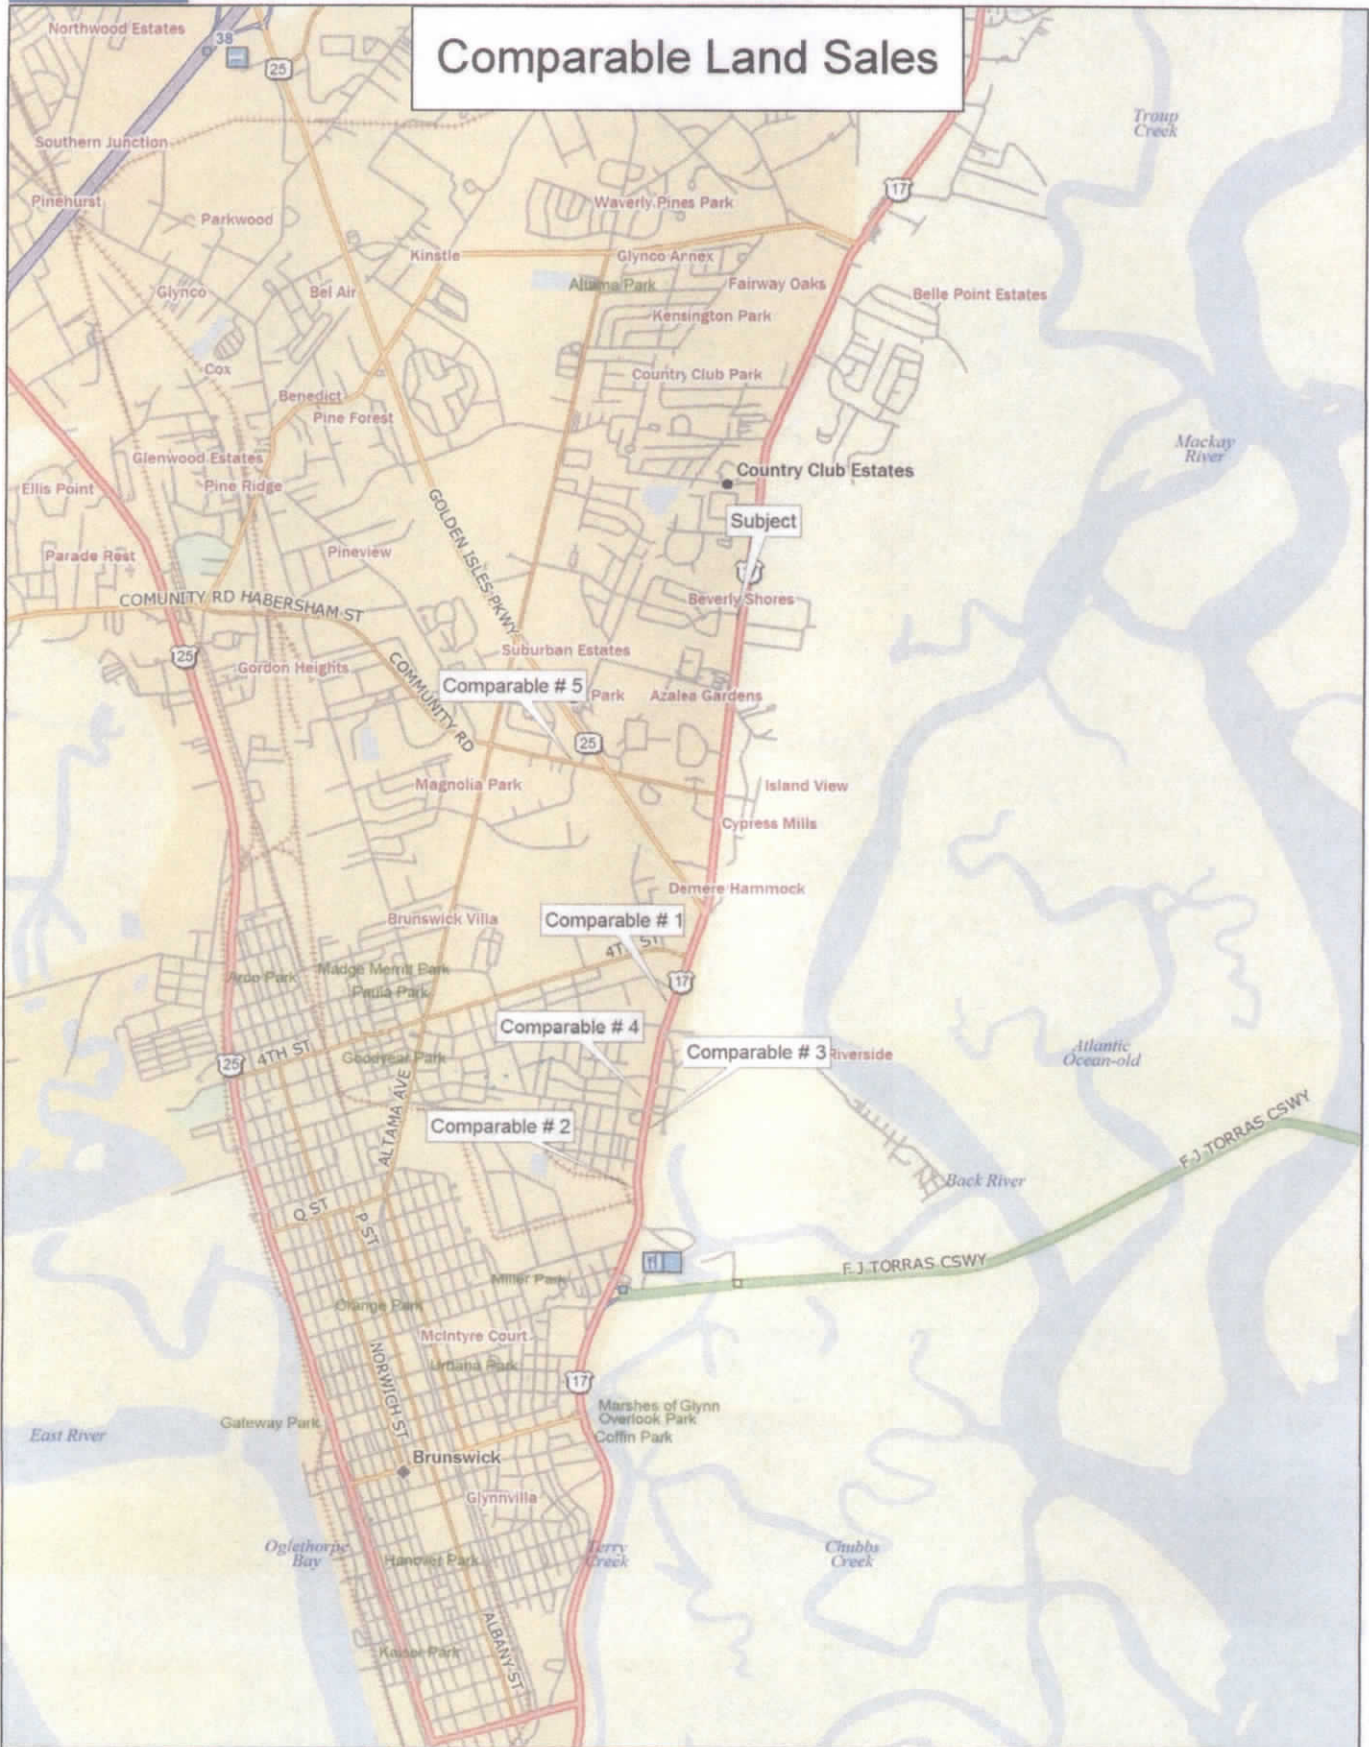 Comparable Land Sales
Northwood Estates
38
25
Troup
Creek
Southern Junction
17
Pinehurst
Parkwood
Waverly Pines Park
Kinstle
Glynco Annex
Glynco
Bel Air
Altama Park
Fairway Oaks
Belle Point Estates
Kensington Park
Cox
Country Club Park
Benedict
Pine Forest
Mackay
River
Glenwood Estates
Country Club Estates
Ellis Point
Pine Ridge
GOLDEN ISLES PKWY
Subject
Parade Rest
Pineview
COMUNITY RD
HABERSHAM ST
Beverly Shores
25
Gordon Heights
COMMUNITY RD
Suburban Estates
Comparable # 5
Park
Azalea Gardens
25
Magnolia Park
Island View
Cypress Mills
Demere Hammock
Brunswick Villa
Comparable # 1
Arco Park
Madge Merritt Park
17
Paula Park
Comparable # 4
25
4TH ST
Goodyear Park
Comparable # 3
Riverside
Atlantic
Ocean-old
ALTAMA AVE
Comparable # 2
F J TORRAS CSWY
Back River
Q ST
P ST
F J TORRAS CSWY
Miller Park
Orange Park
McIntyre Court
NORWICH ST
Urbana Park
17
Marshes of Glynn
Overlook Park
Gateway Park
East River
Coffin Park
Brunswick
Glynnvilla
Oglethorpe
Bay
Hanover Park
Terry
Creek
Chubbs
Creek
ALBANY ST
Kaiser Park